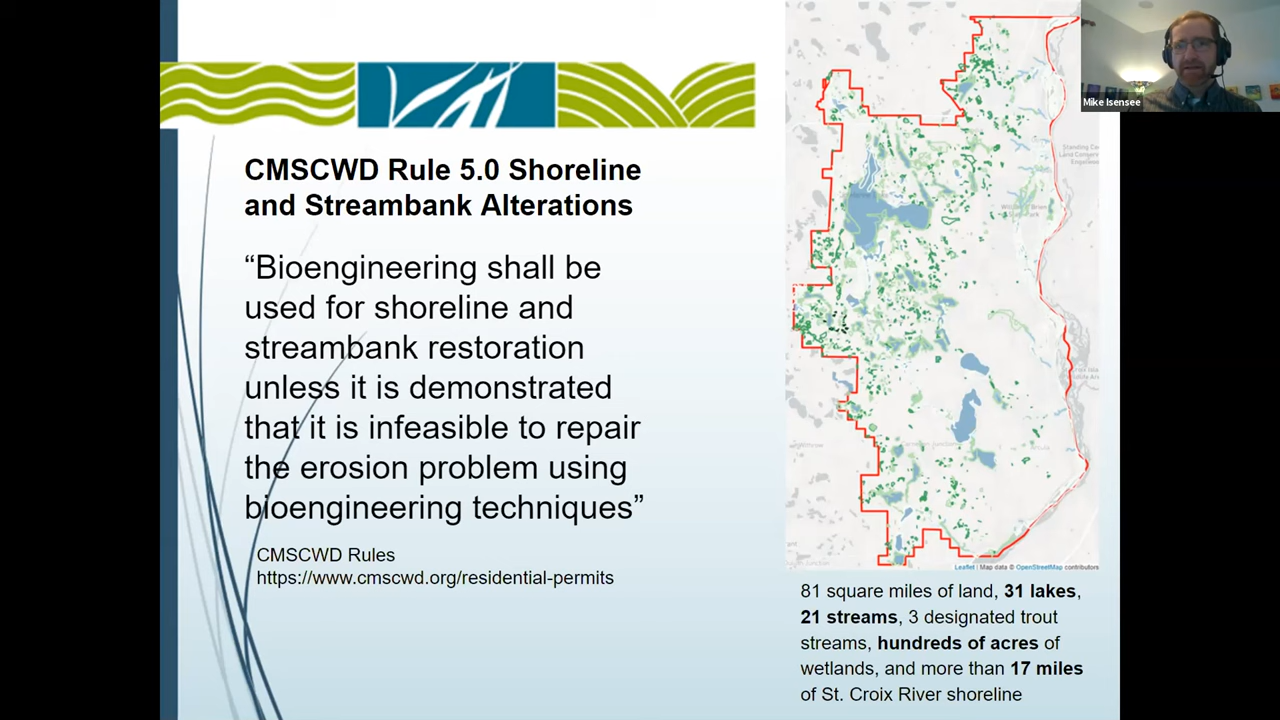 CMSCWD Rule 5.0 Shoreline
and Streambank Alterations
“Bioengineering shall be
used for shoreline and
streambank restoration
unless it is demonstrated
that it is infeasible to repair
the erosion problem using
bioengineering techniques”
CMSCWD Rules
https://www.cmscwd.org/residential-permits
Mike Isensee
Leaflet | Map data © OpenStreetMap contributors
81 square miles of land, 31 lakes,
21 streams, 3 designated trout
streams, hundreds of acres of
wetlands, and more than 17 miles
of St. Croix River shoreline